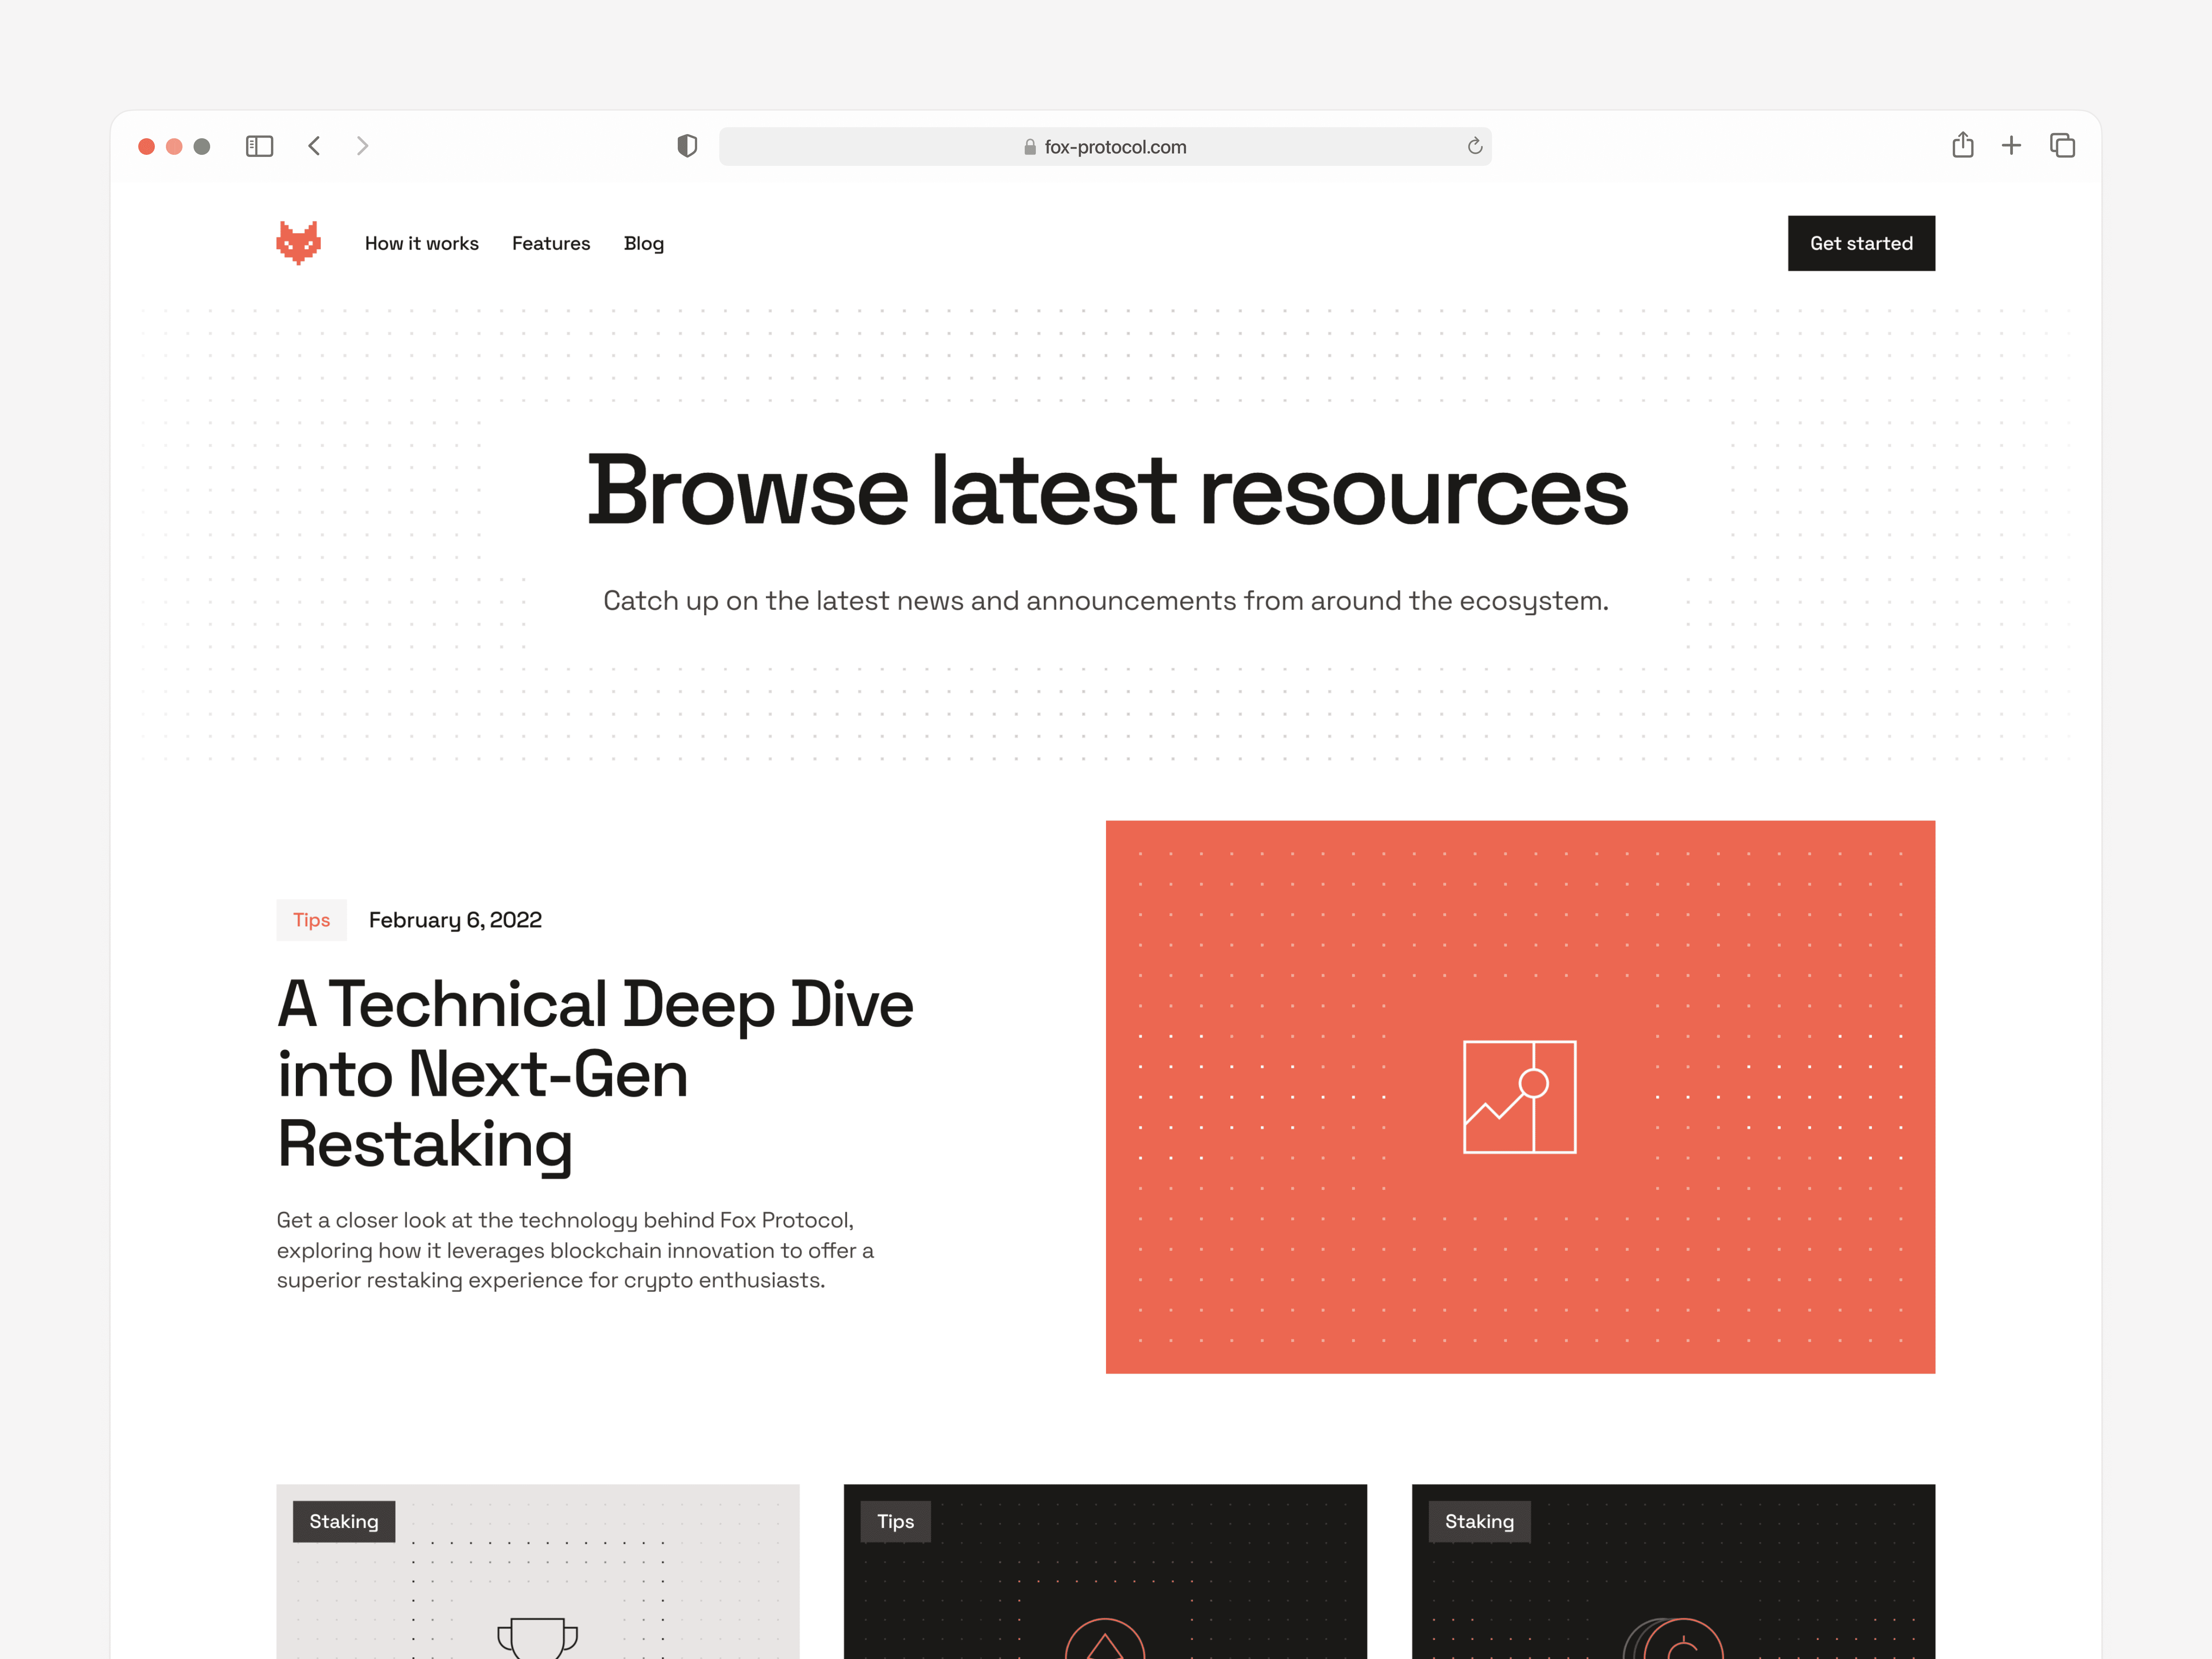 fox-protocol.com
How it works
Features
Blog
Get started
Browse latest resources
Catch up on the latest news and announcements from around the ecosystem.
Tips
February 6, 2022
A Technical Deep Dive
into Next-Gen
Restaking
Get a closer look at the technology behind Fox Protocol,
exploring how it leverages blockchain innovation to offer a
superior restaking experience for crypto enthusiasts.
Staking
Tips
Staking